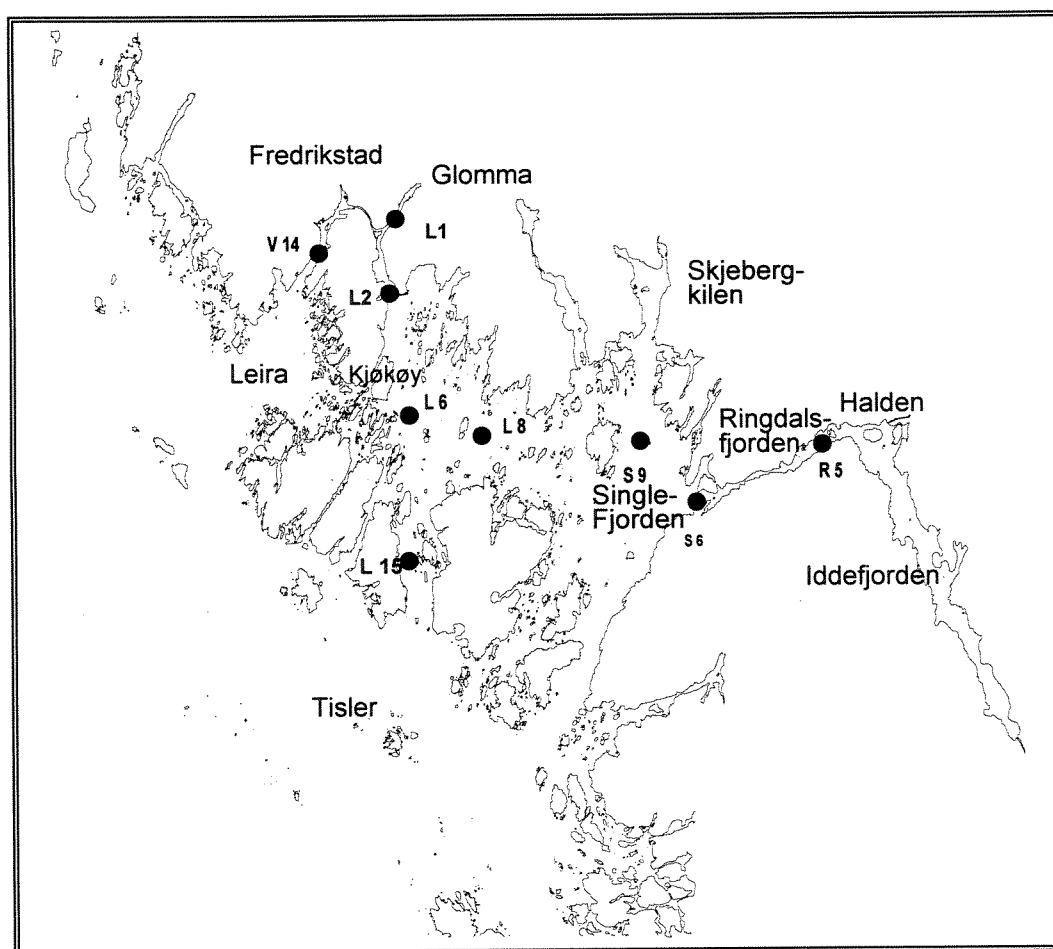 Fredrikstad
Glomma
L1
V 14
Skjeberg-
kilen
L2
Leira
Kjøkøy
L 6
L 8
Halden
Ringdals-
fjorden
R 5
S 9
Single-
Fjorden
S 6
L 15
Iddefjorden
Tisler